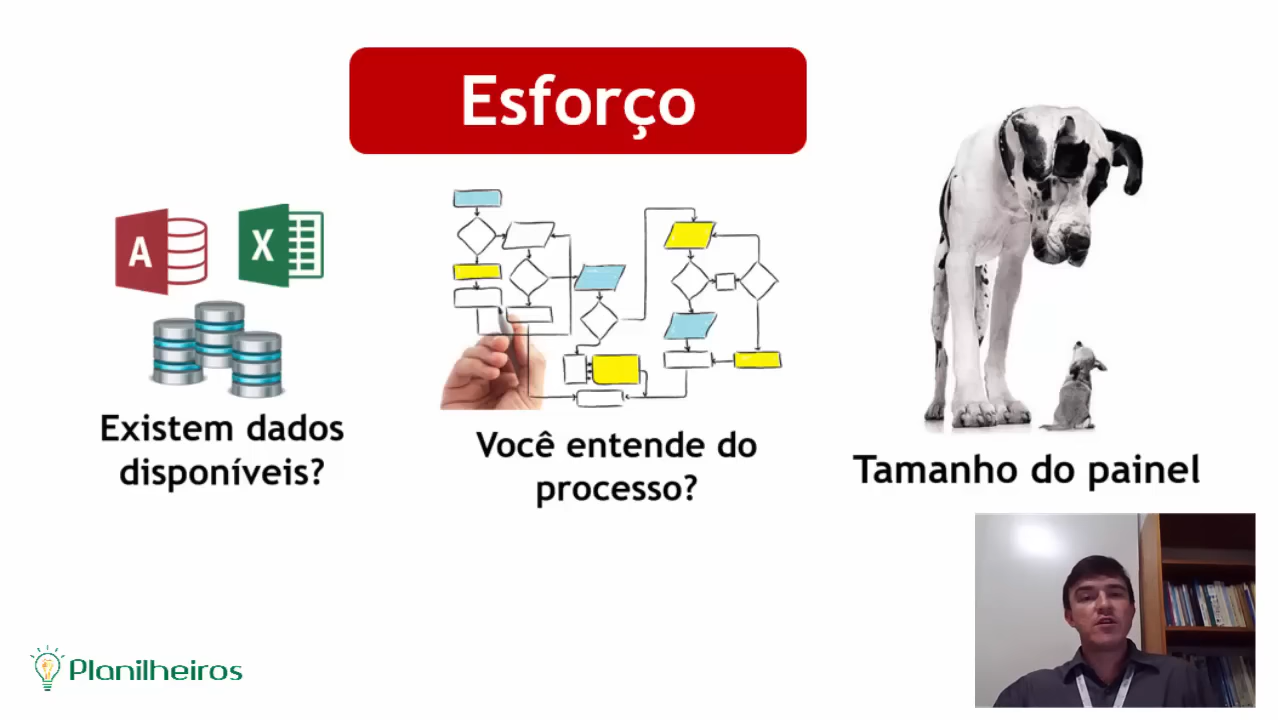 Esforço
A
X
Existem dados
disponíveis?
Você entende do
processo?
Tamanho do painel
Planilheiros